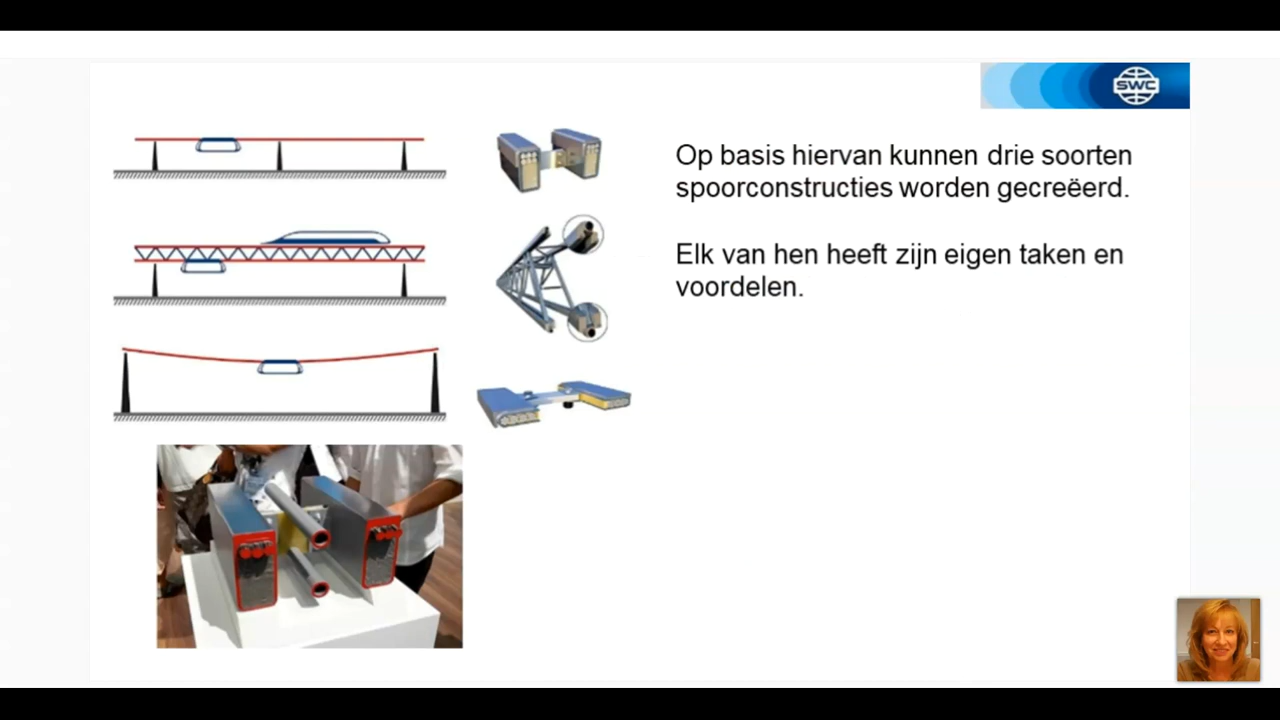 SWC
Op basis hiervan kunnen drie soorten
spoorconstructies worden gecreëerd.
Elk van hen heeft zijn eigen taken en
voordelen.